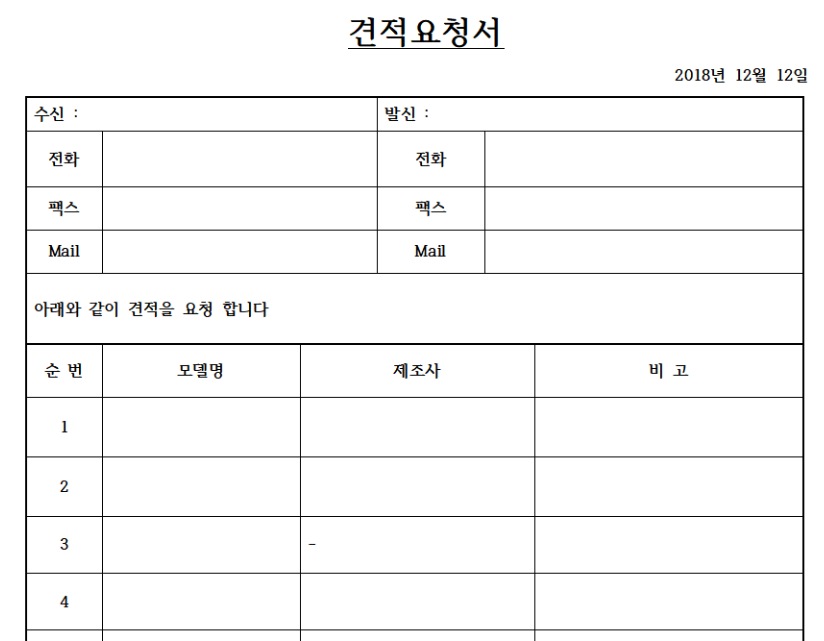 견적요청서
2018년 12월 12일
수신 : 발신 :
전화 전화
팩스 팩스
Mail Mail
아래와 같이 견적을 요청 합니다
순 번 모델명 제조사 비 고
1
2
3 -
4